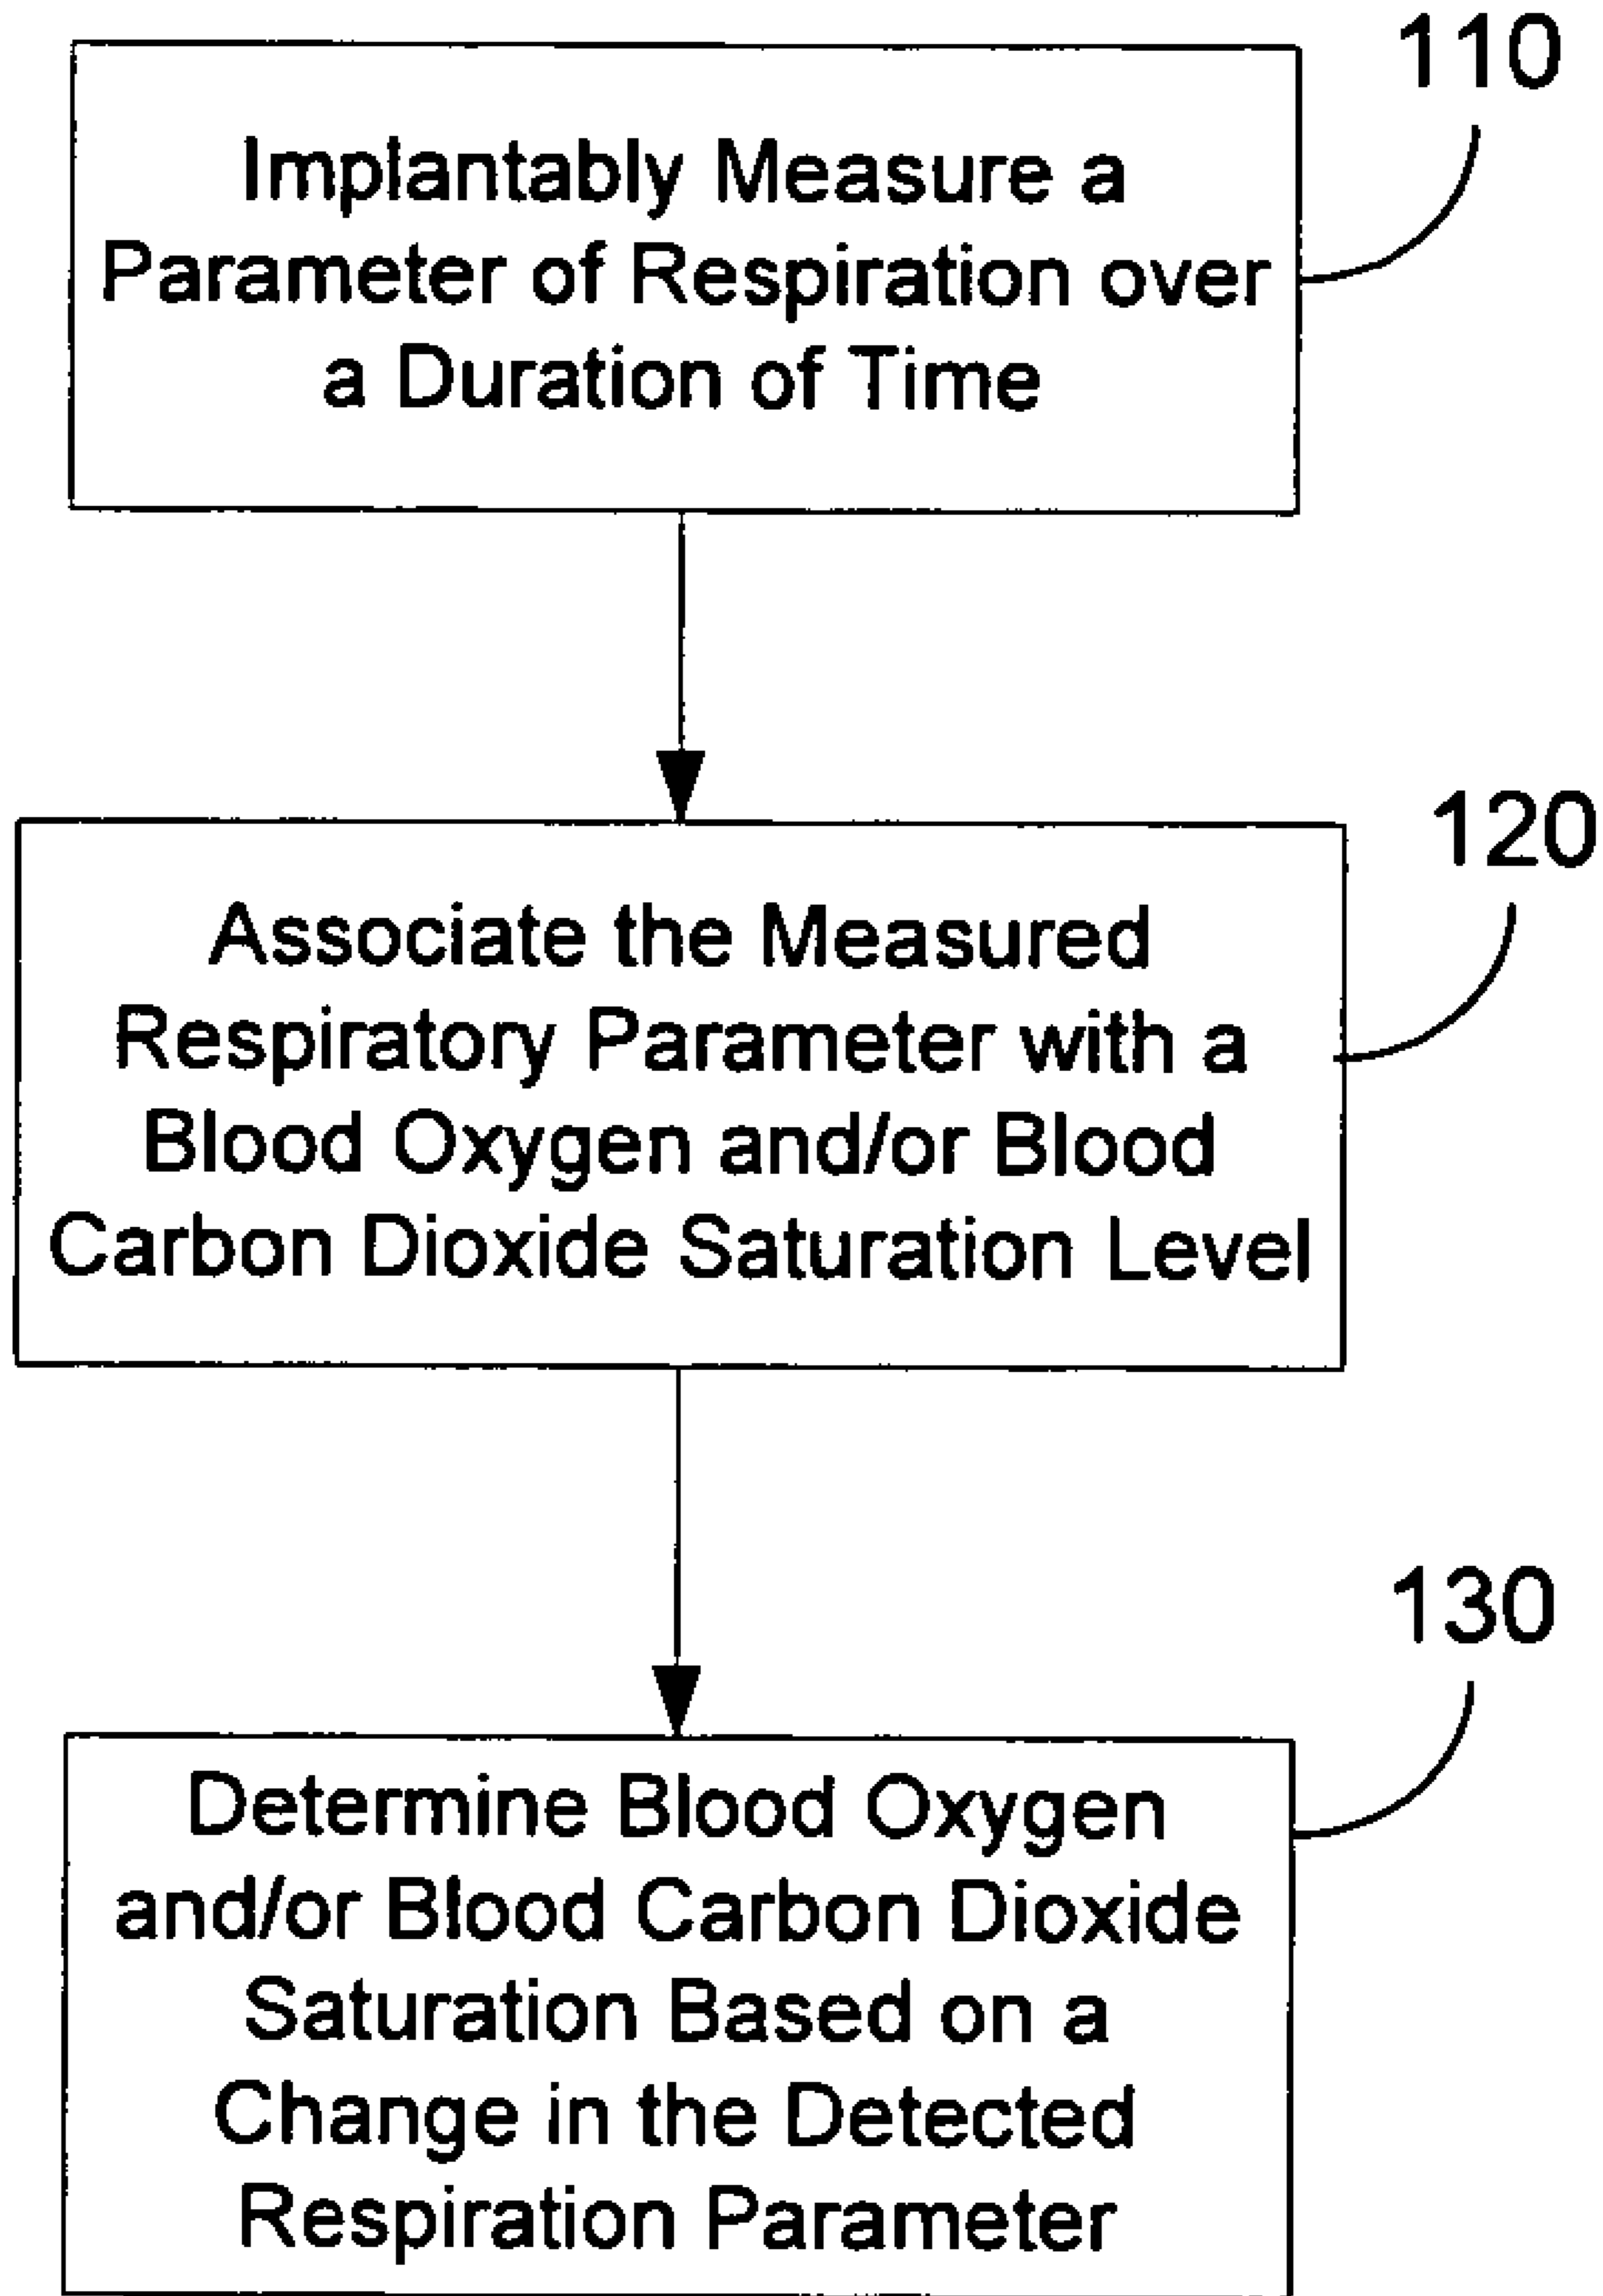 110
Implantably Measure a
Parameter of Respiration over
a Duration of Time
120
Associate the Measured
Respiratory Parameter with a
Blood Oxygen and/or Blood
Carbon Dioxide Saturation Level
130
Determine Blood Oxygen
and/or Blood Carbon Dioxide
Saturation Based on a
Change in the Detected
Respiration Parameter